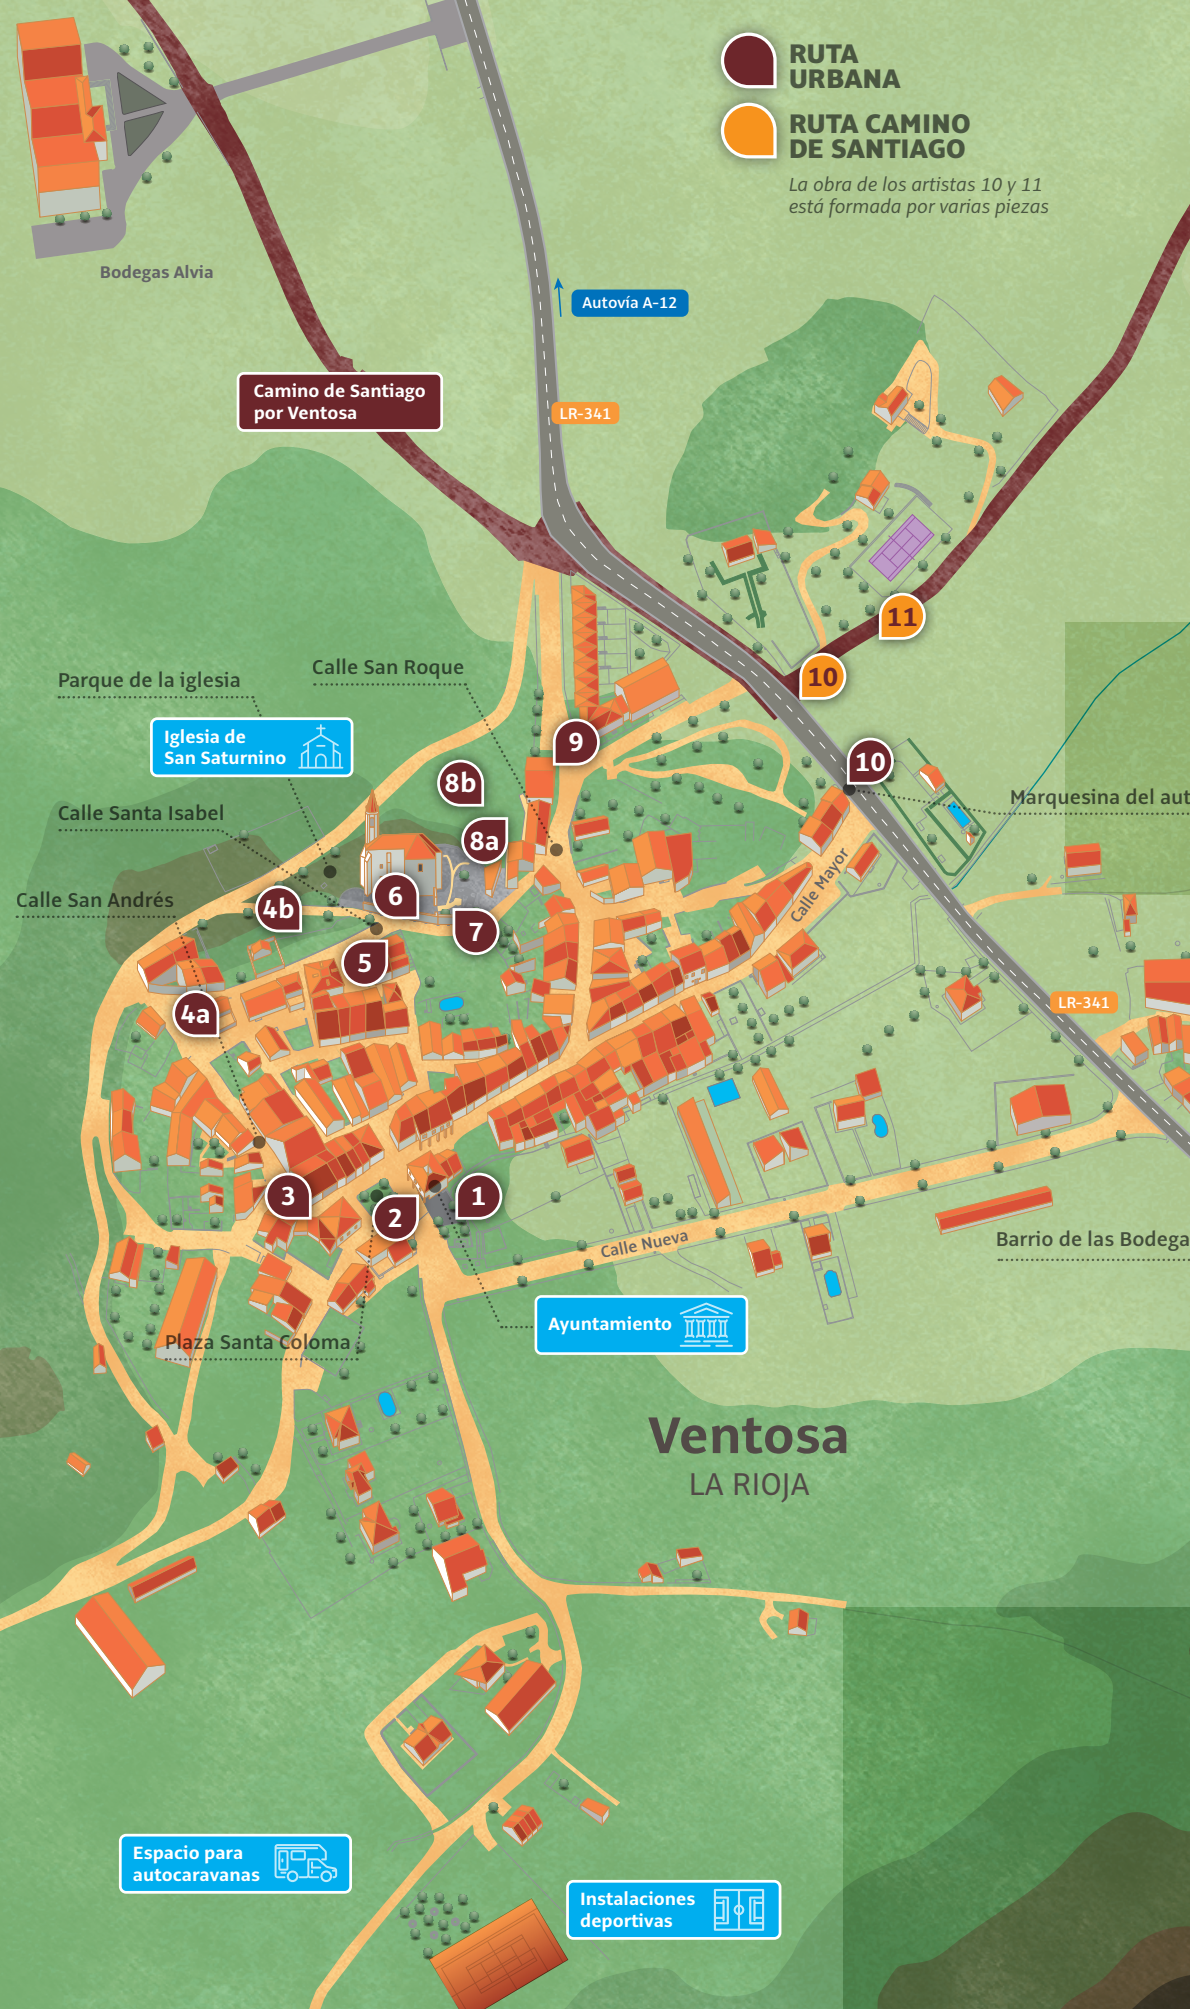 RUTA
URBANA
RUTA CAMINO
DE SANTIAGO
La obra de los artistas 10 y 11
está formada por varias piezas
Bodegas Alvia
Autovía A-12
Camino de Santiago
por Ventosa
LR-341
11
10
Calle San Roque
Parque de la iglesia
Iglesia de
San Saturnino
9
10
8b
Marquesina del aut
Calle Santa Isabel
8a
Calle Mayor
6
Calle San Andrés
4b
7
5
LR-341
4a
3
1
2
Calle Nueva
Barrio de las Bodega
Ayuntamiento
Plaza Santa Coloma
Ventosa
LA RIOJA
Espacio para
autocaravanas
Instalaciones
deportivas